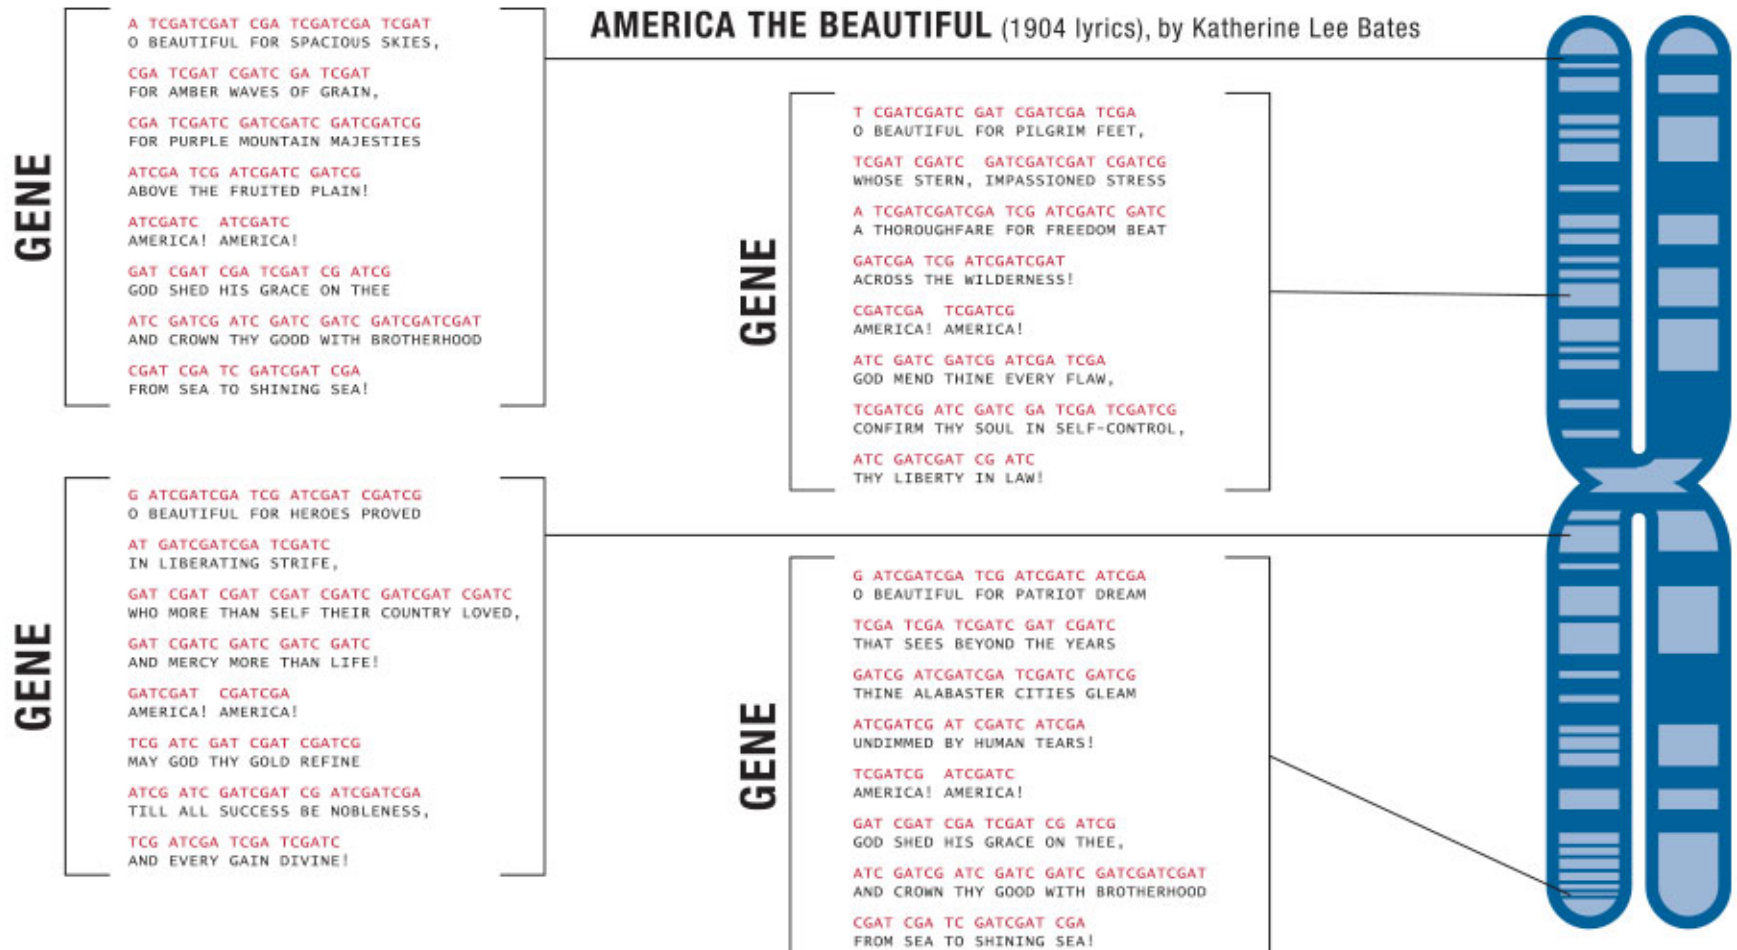 AMERICA THE BEAUTIFUL (1904 lyrics), by Katherine Lee Bates
GENE
A TCGATCGAT CGA TCGATCGA TCGAT
O BEAUTIFUL FOR SPACIOUS SKIES,
CGA TCGAT CGATC GA TCGAT
FOR AMBER WAVES OF GRAIN,
CGA TCGATC GATCGATC GATCGATCG
FOR PURPLE MOUNTAIN MAJESTIES
ATCGA TCG ATCGATC GATCG
ABOVE THE FRUITED PLAIN!
ATCGATC ATCGATC
AMERICA! AMERICA!
GAT CGAT CGA TCGAT CG ATCG
GOD SHED HIS GRACE ON THEE
ATC GATCG ATC GATC GATC GATCGATCGAT
AND CROWN THY GOOD WITH BROTHERHOOD
CGAT CGA TC GATCGAT CGA
FROM SEA TO SHINING SEA!
GENE
T CGATCGATC GAT CGATCGA TCGA
O BEAUTIFUL FOR PILGRIM FEET,
TCGAT CGATC GATCGATCGAT CGATCG
WHOSE STERN, IMPASSIONED STRESS
A TCGATCGATCGA TCG ATCGATC GATC
A THOROUGHFARE FOR FREEDOM BEAT
GATCGA TCG ATCGATCGAT
ACROSS THE WILDERNESS!
CGATCGA TCGATCG
AMERICA! AMERICA!
ATC GATC GATCG ATCGA TCGA
GOD MEND THINE EVERY FLAW,
TCGATCG ATC GATC GA TCGA TCGATCG
CONFIRM THY SOUL IN SELF-CONTROL,
ATC GATCGAT CG ATC
THY LIBERTY IN LAW!
GENE
G ATCGATCGA TCG ATCGAT CGATCG
O BEAUTIFUL FOR HEROES PROVED
AT GATCGATCGA TCGATC
IN LIBERATING STRIFE,
GAT CGAT CGAT CGAT CGATC GATCGAT CGATC
WHO MORE THAN SELF THEIR COUNTRY LOVED,
GAT CGATC GATC GATC GATC
AND MERCY MORE THAN LIFE!
GATCGAT CGATCGA
AMERICA! AMERICA!
TCG ATC GAT CGAT CGATCG
MAY GOD THY GOLD REFINE
ATCG ATC GATCGAT CG ATCGATCGA
TILL ALL SUCCESS BE NOBLENESS,
TCG ATCGA TCGA TCGATC
AND EVERY GAIN DIVINE!
GENE
G ATCGATCGA TCG ATCGATC ATCGA
O BEAUTIFUL FOR PATRIOT DREAM
TCGA TCGA TCGATC GAT CGATC
THAT SEES BEYOND THE YEARS
GATCG ATCGATCGA TCGATC GATCG
THINE ALABASTER CITIES GLEAM
ATCGATCG AT CGATC ATCGA
UNDIMMED BY HUMAN TEARS!
TCGATCG ATCGATC
AMERICA! AMERICA!
GAT CGAT CGA TCGAT CG ATCG
GOD SHED HIS GRACE ON THEE,
ATC GATCG ATC GATC GATC GATCGATCGAT
AND CROWN THY GOOD WITH BROTHERHOOD
CGAT CGA TC GATCGAT CGA
FROM SEA TO SHINING SEA!